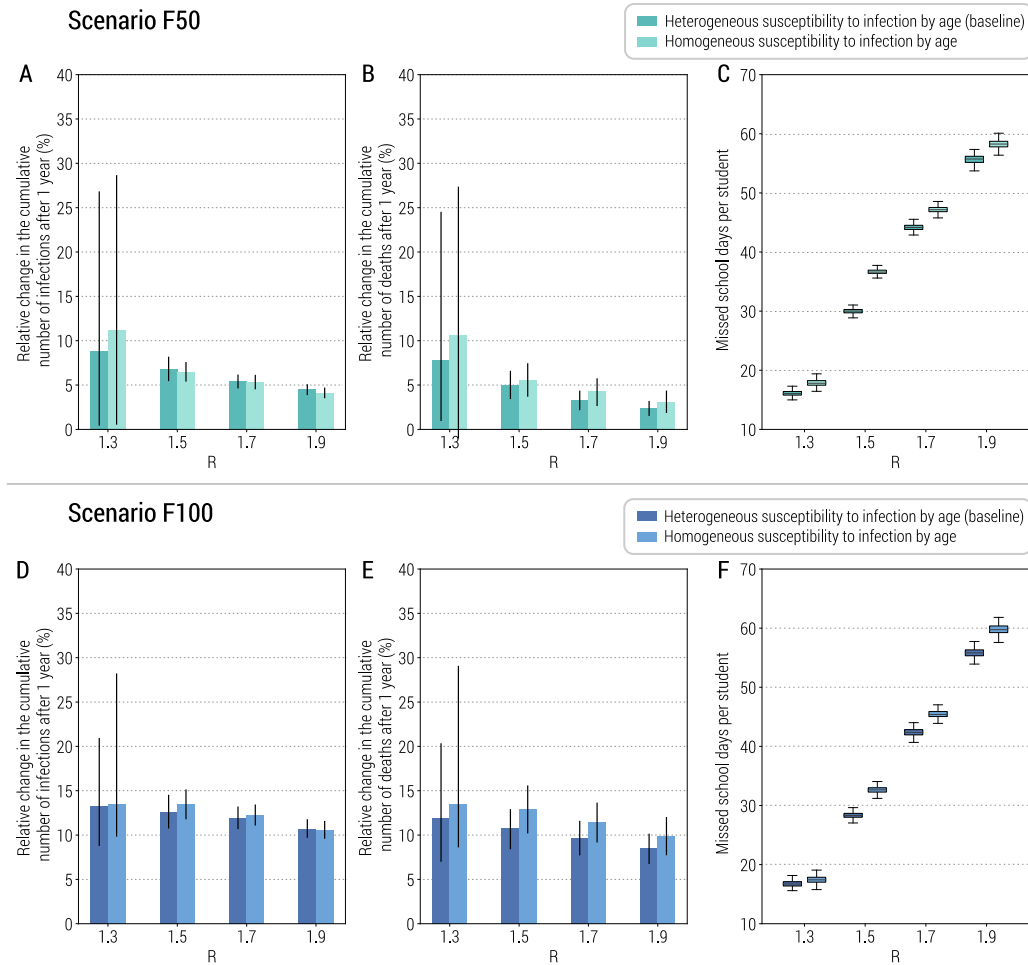 Scenario F50
Heterogeneous susceptibility to infection by age (baseline)
Homogeneous susceptibility to infection by age
A
Relative change in the cumulative
number of infections after 1 year (%)
40
35
30
25
20
15
10
5
0
1.3 1.5 1.7 1.9
R
B
Relative change in the cumulative
number of deaths after 1 year (%)
40
35
30
25
20
15
10
5
0
1.3 1.5 1.7 1.9
R
C
Missed school days per student
70
60
50
40
30
20
10
1.3 1.5 1.7 1.9
R
Scenario F100
Heterogeneous susceptibility to infection by age (baseline)
Homogeneous susceptibility to infection by age
D
Relative change in the cumulative
number of infections after 1 year (%)
40
35
30
25
20
15
10
5
0
1.3 1.5 1.7 1.9
R
E
Relative change in the cumulative
number of deaths after 1 year (%)
40
35
30
25
20
15
10
5
0
1.3 1.5 1.7 1.9
R
F
Missed school days per student
70
60
50
40
30
20
10
1.3 1.5 1.7 1.9
R